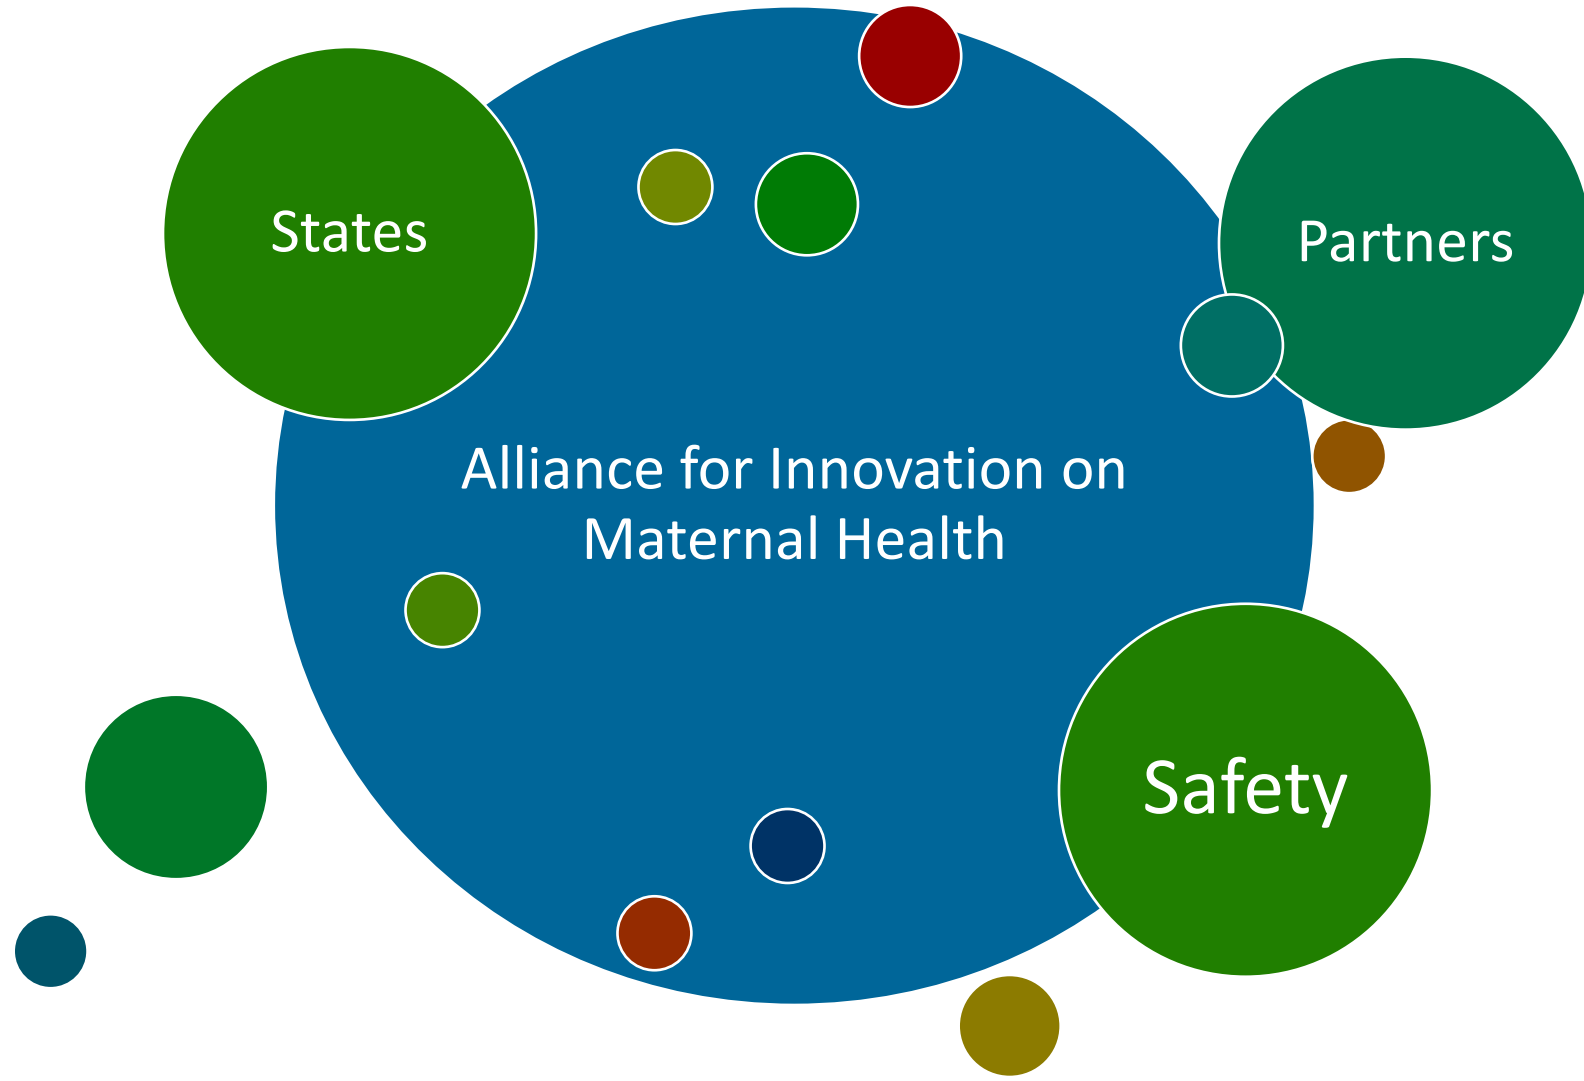 States
Partners
Alliance for Innovation on
Maternal Health
Safety